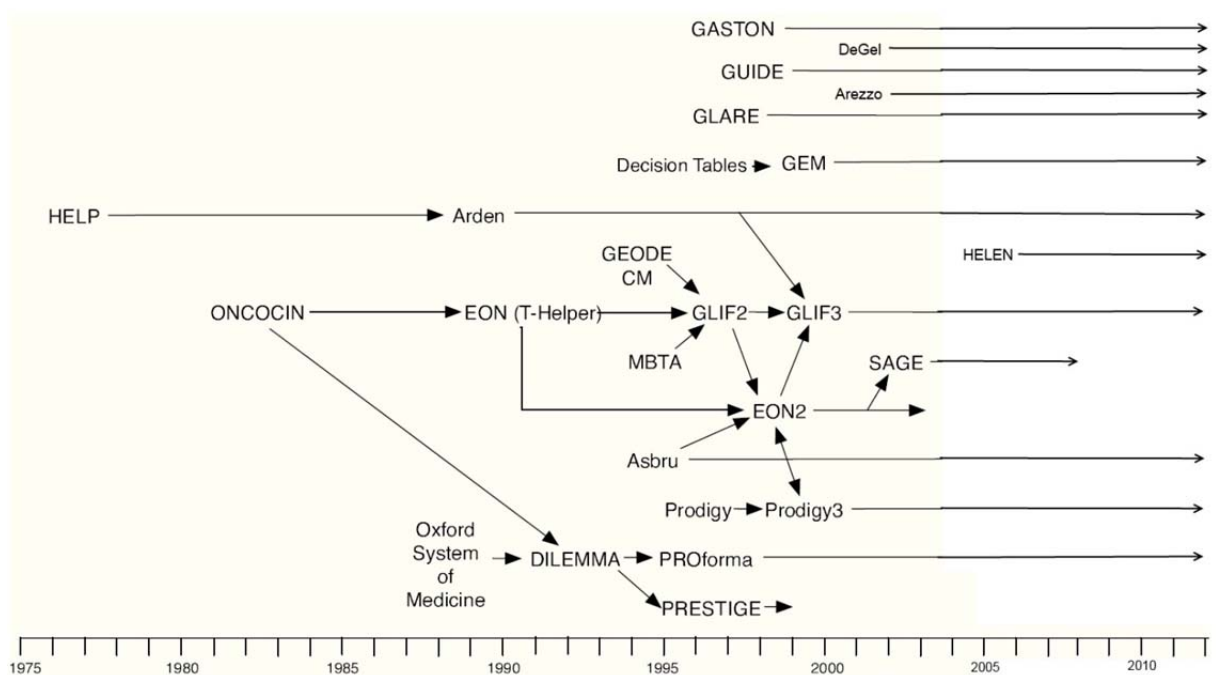 GASTON
DeGel
GUIDE
Arezzo
GLARE
Decision Tables
GEM
HELP
Arden
GEODE
CM
HELEN
ONCOCIN
EON (T-Helper)
GLIF2
GLIF3
MBTA
SAGE
EON2
Asbru
Prodigy
Prodigy3
Oxford
System
of
Medicine
DILEMMA
PROforma
PRESTIGE
1975
1980
1985
1990
1995
2000
2005
2010